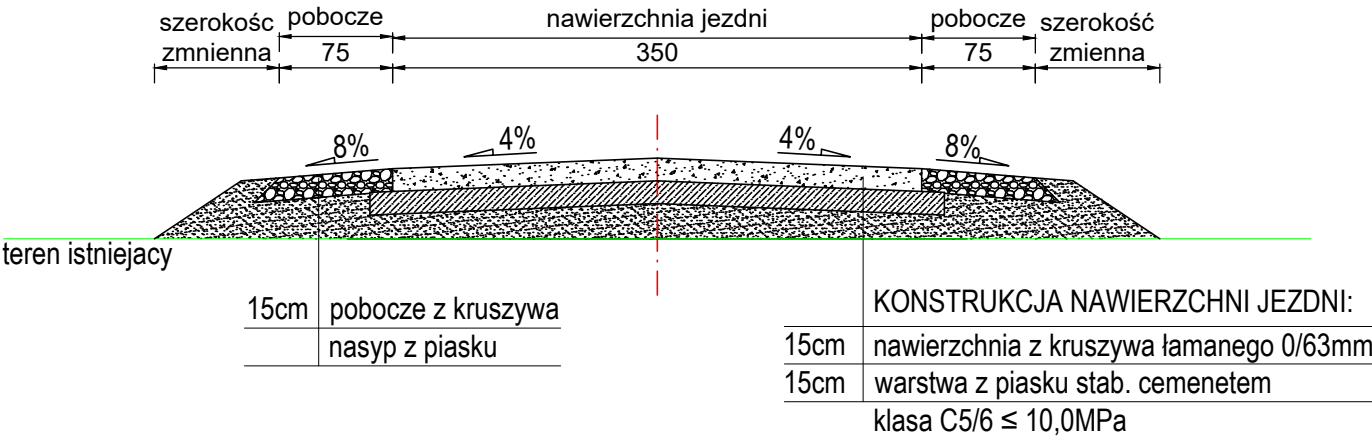 szerokośc pobocze nawierzchnia jezdni pobocze szerokość
zmnienna 75 350 75 zmienna
8% 4% 4% 8%
teren istniejacy
15cm pobocze z kruszywa
nasyp z piasku
KONSTRUKCJA NAWIERZCHNI JEZDNI:
15cm nawierzchnia z kruszywa łamanego 0/63mm
15cm warstwa z piasku stab. cemenetem
klasa C5/6 ≤ 10,0MPa